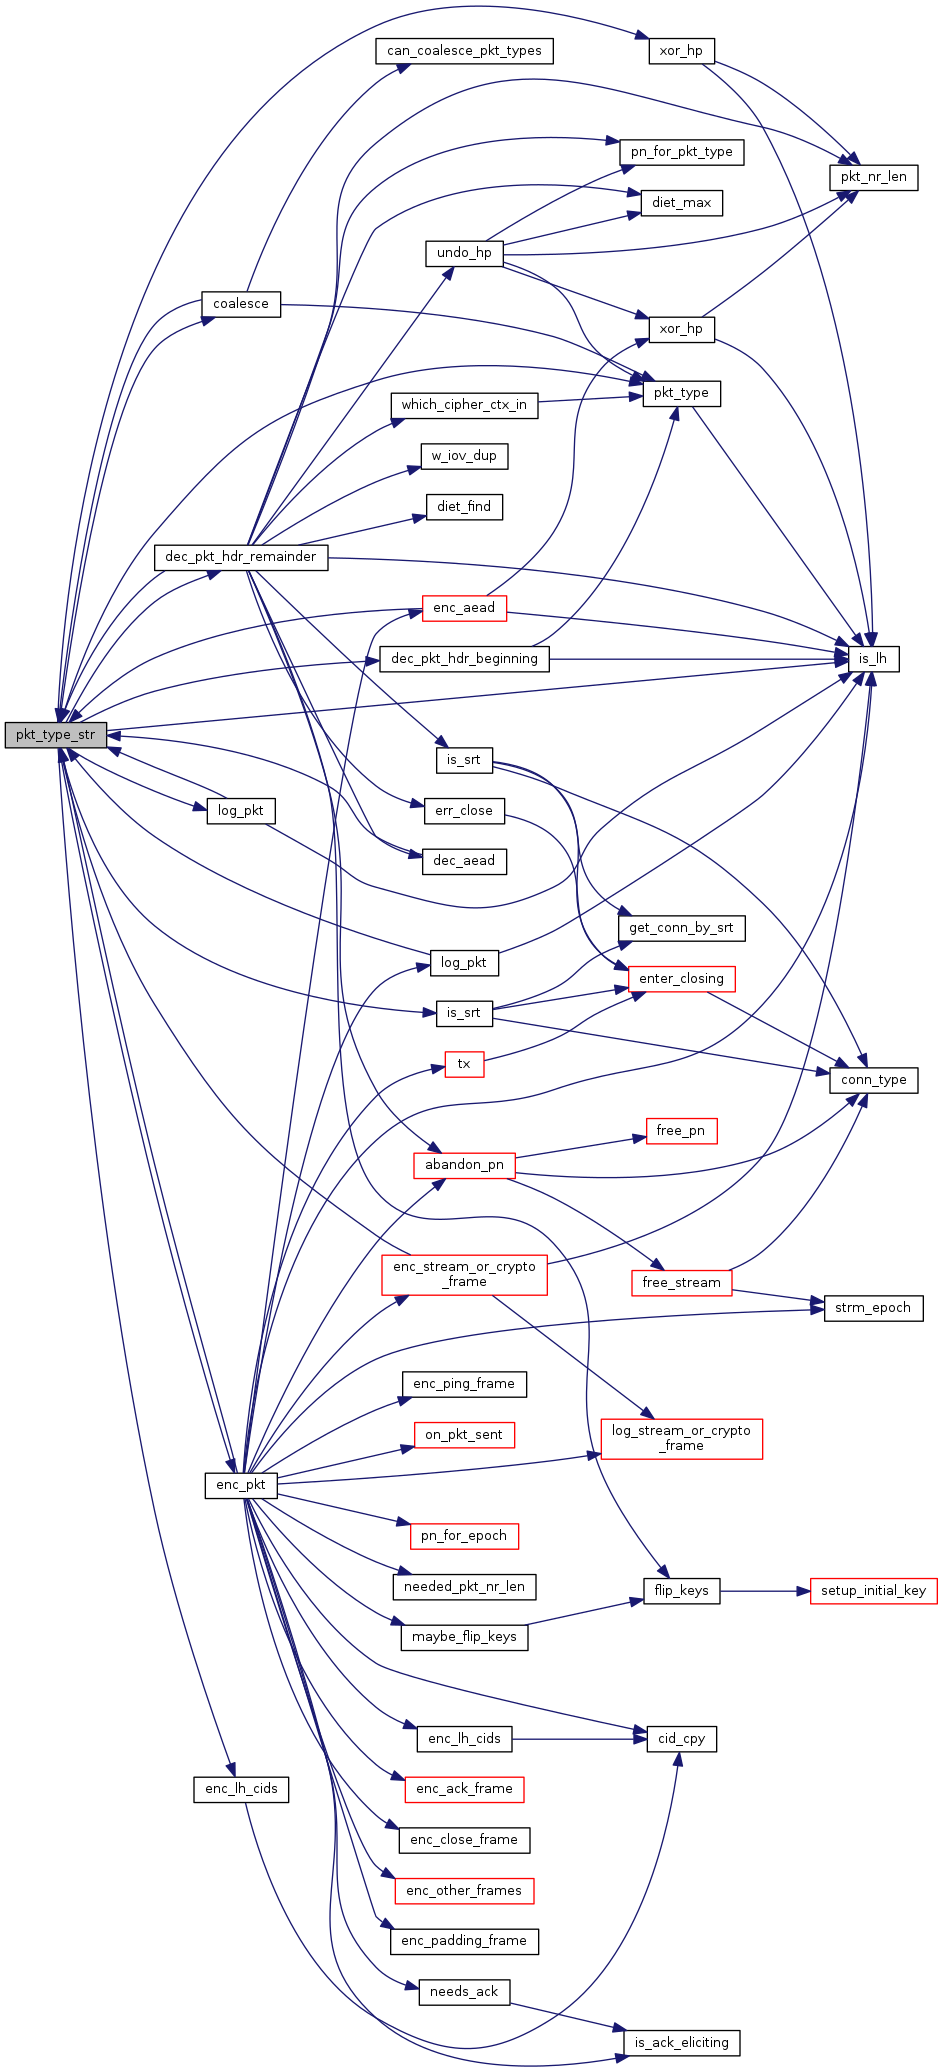 xor_hp
can_coalesce_pkt_types
pn_for_pkt_type
pkt_nr_len
diet_max
undo_hp
coalesce
xor_hp
pkt_type
which_cipher_ctx_in
w_iov_dup
diet_find
dec_pkt_hdr_remainder
enc_aead
dec_pkt_hdr_beginning
is_lh
pkt_type_str
is_srt
log_pkt
err_close
dec_aead
get_conn_by_srt
log_pkt
enter_closing
is_srt
tx
conn_type
free_pn
abandon_pn
enc_stream_or_crypto
_frame
free_stream
strm_epoch
enc_ping_frame
on_pkt_sent
log_stream_or_crypto
_frame
enc_pkt
pn_for_epoch
needed_pkt_nr_len
flip_keys
setup_initial_key
maybe_flip_keys
enc_lh_cids
cid_cpy
enc_lh_cids
enc_ack_frame
enc_close_frame
enc_other_frames
enc_padding_frame
needs_ack
is_ack_eliciting